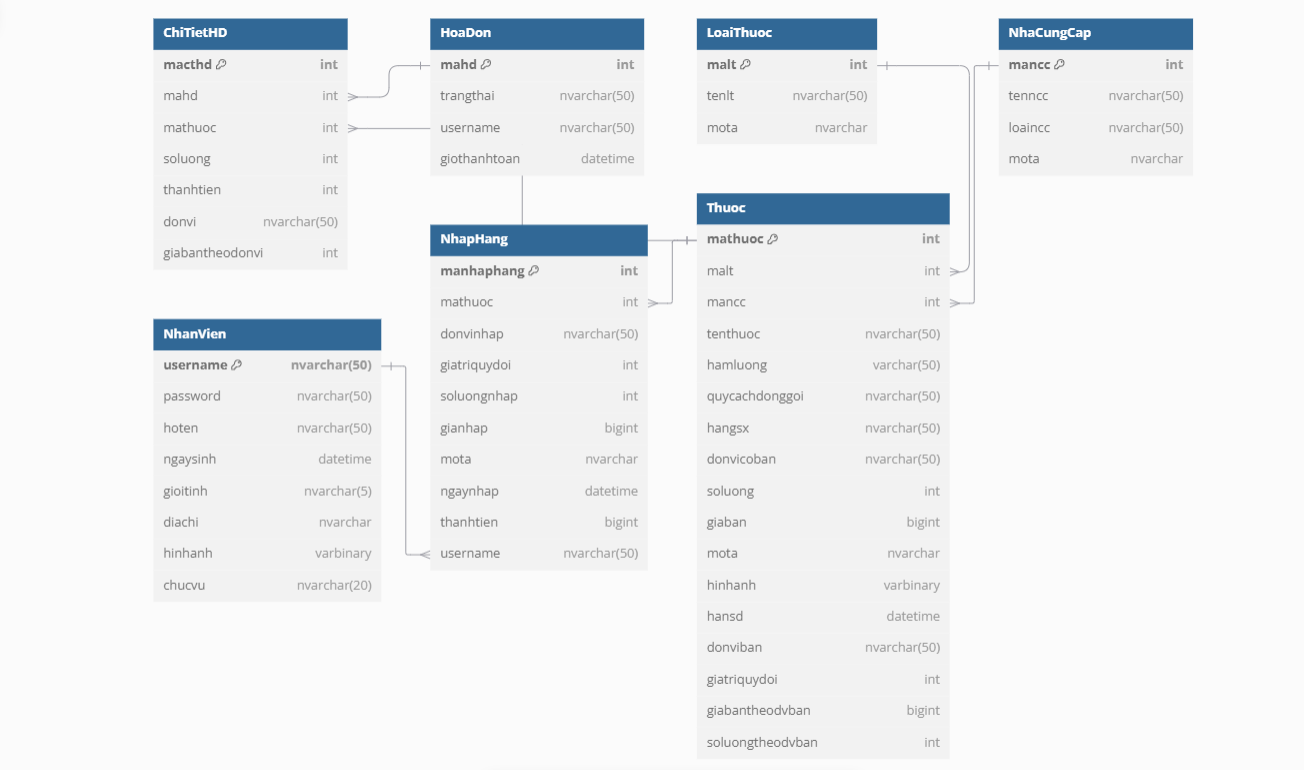 ChiTietHD
macthd int
mahd int
mathuoc int
soluong int
thanhtien int
donvi nvarchar(50)
giabantheodonvi int
HoaDon
mahd int
trangthai nvarchar(50)
username nvarchar(50)
giothanhtoan datetime
LoaiThuoc
malt int
tenlt nvarchar(50)
mota nvarchar
NhaCungCap
mancc int
tenncc nvarchar(50)
loaincc nvarchar(50)
mota nvarchar
NhanVien
username nvarchar(50)
password nvarchar(50)
hoten nvarchar(50)
ngaysinh datetime
gioitinh nvarchar(5)
diachi nvarchar
hinhanh varbinary
chucvu nvarchar(20)
NhapHang
manhaphang int
mathuoc int
donvinhap nvarchar(50)
giatriquydoi int
soluongnhap int
gianhap bigint
mota nvarchar
ngaynhap datetime
thanhtien bigint
username nvarchar(50)
Thuoc
mathuoc int
malt int
mancc int
tenthuoc nvarchar(50)
hamluong varchar(50)
quycachdonggoi nvarchar(50)
hangsx nvarchar(50)
donvicoban nvarchar(50)
soluong int
giaban bigint
mota nvarchar
hinhanh varbinary
hansd datetime
donviban nvarchar(50)
giatriquydoi int
giabantheodvban bigint
soluongtheodvban int